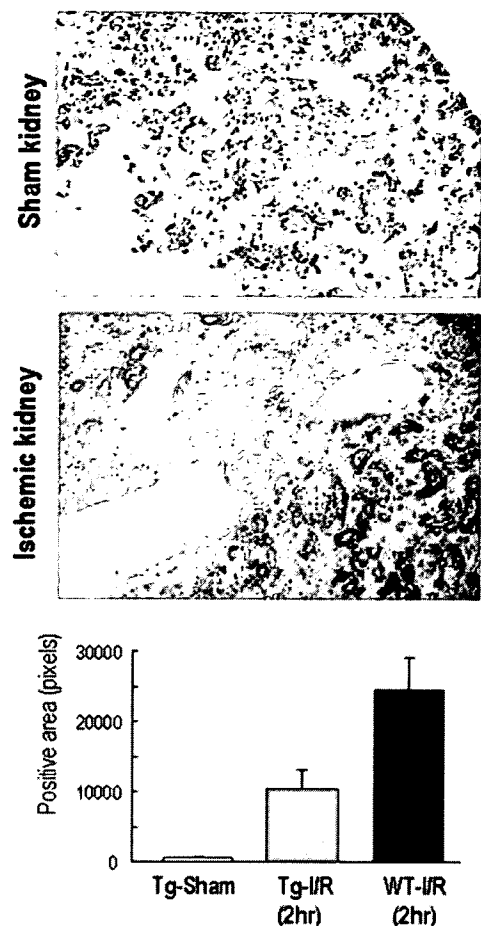 Sham kidney
Ischemic kidney
Positive area (pixels)
30000
20000
10000
0
Tg-Sham Tg-I/R WT-I/R
(2hr) (2hr)